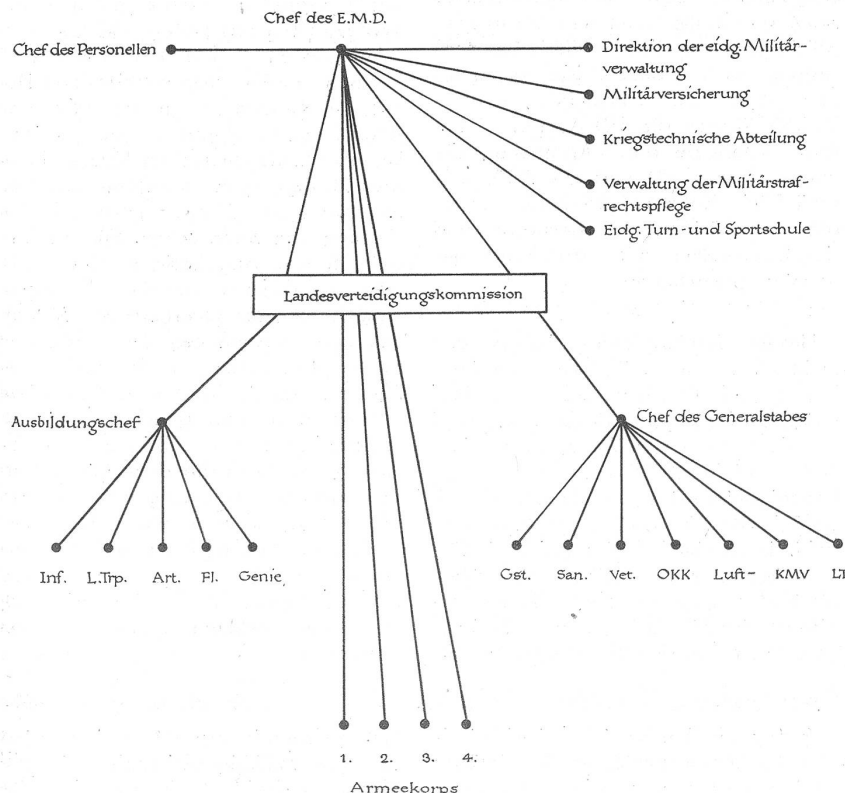 Chef des E.M.D.
Chef des Personellen
Direktion der eidg. Militär-
verwaltung
Militärversicherung
Kriegstechnische Abteilung
Verwaltung der Militärstraf-
rechtspflege
Eidg. Turn- und Sportschule
Landesverteidigungskommission
Ausbildungschef
Chef des Generalstabes
Inf. L.Trp. Art. Fl. Genie
Gst. San. Vet. OKK Luft- KMV
1. 2. 3. 4.
Armeekorps